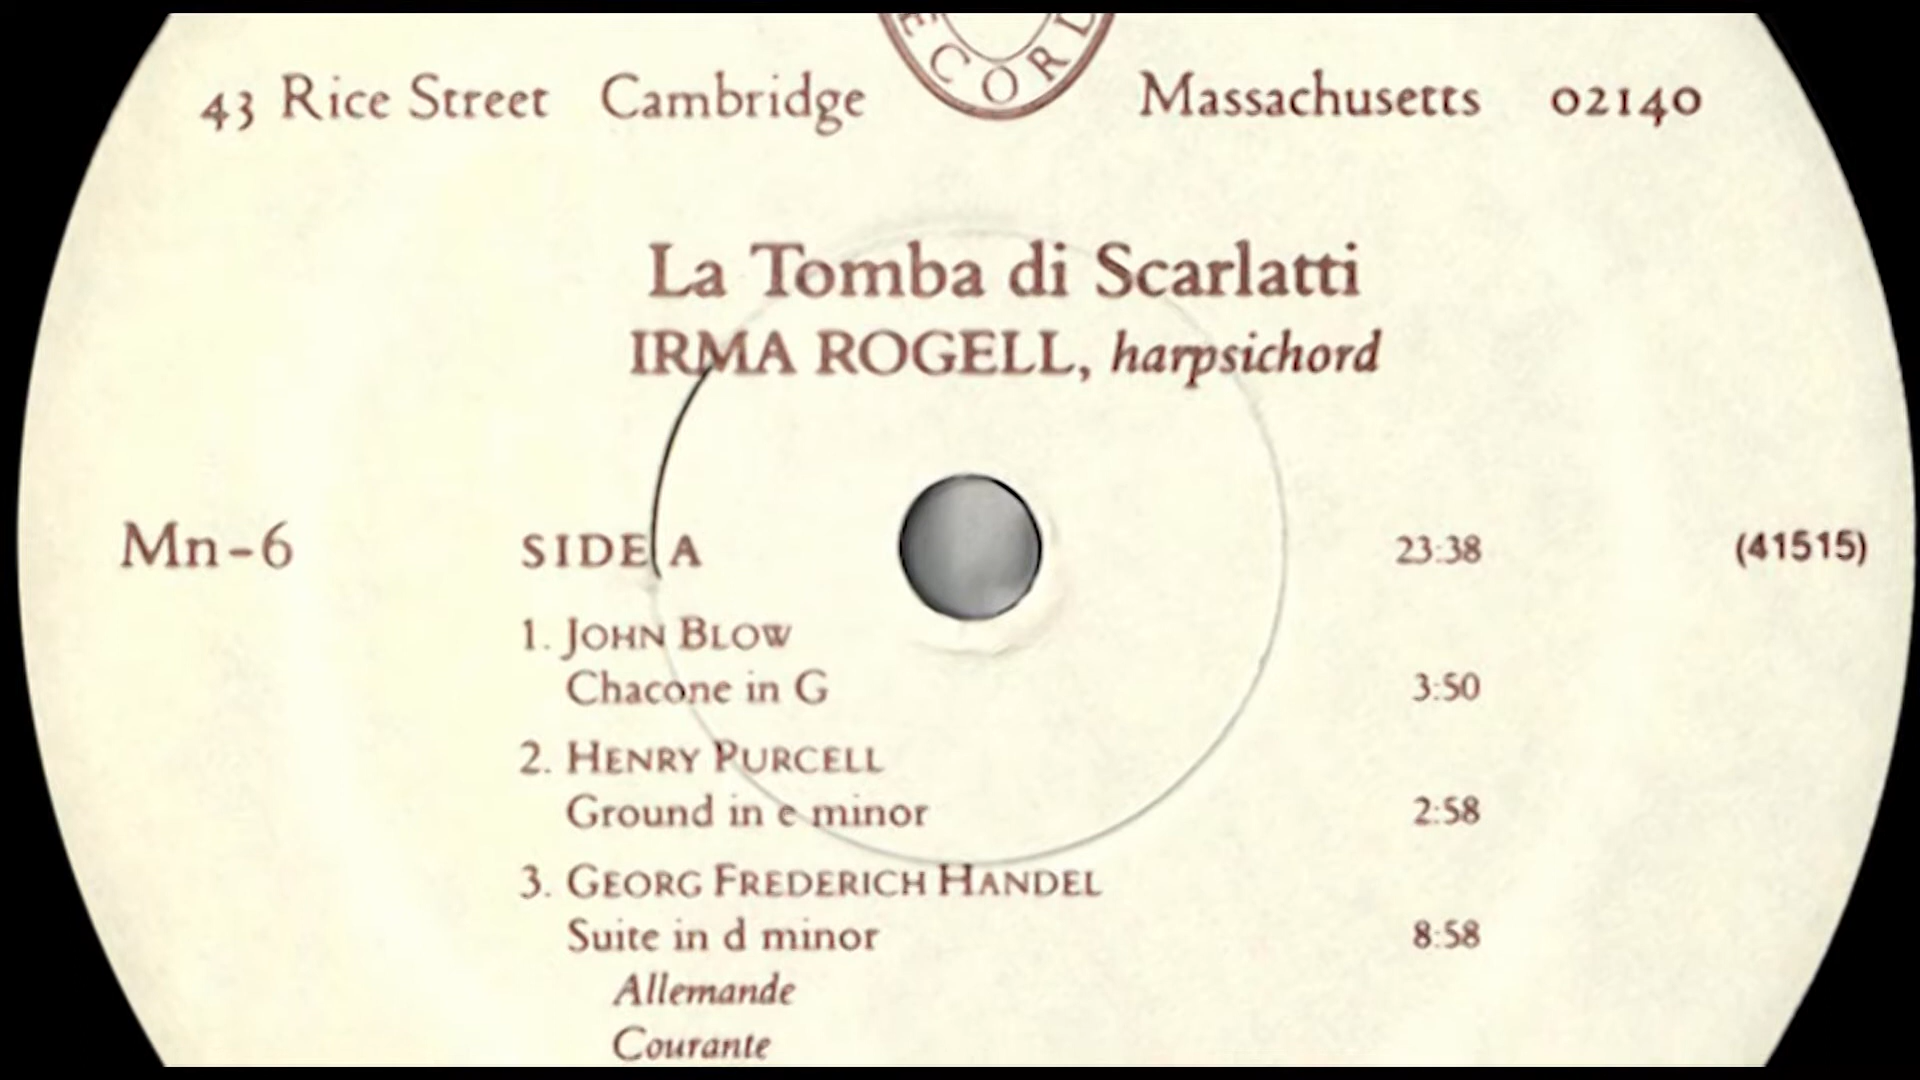 43 Rice Street Cambridge Massachusetts 02140
La Tomba di Scarlatti
IRMA ROGELL, harpsichord
Mn-6 SIDE A 23:38 (41515)
1. JOHN BLOW
Chacone in G 3:50
2. HENRY PURCELL
Ground in e minor 2:58
3. GEORG FREDERICH HANDEL
Suite in d minor 8:58
Allemande
Courante